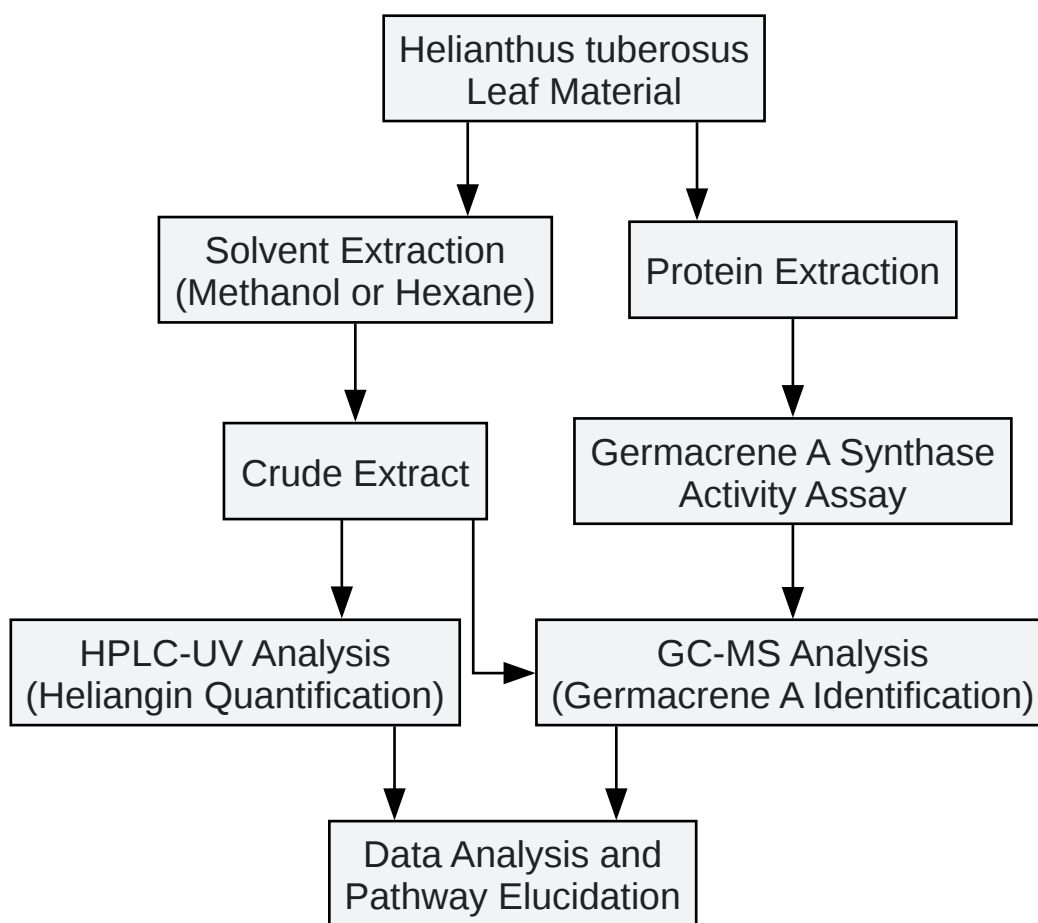 Helianthus tuberosus
Leaf Material
Solvent Extraction
(Methanol or Hexane)
Protein Extraction
Crude Extract
Germacrene A Synthase
Activity Assay
HPLC-UV Analysis
(Heliangin Quantification)
GC-MS Analysis
(Germacrene A Identification)
Data Analysis and
Pathway Elucidation